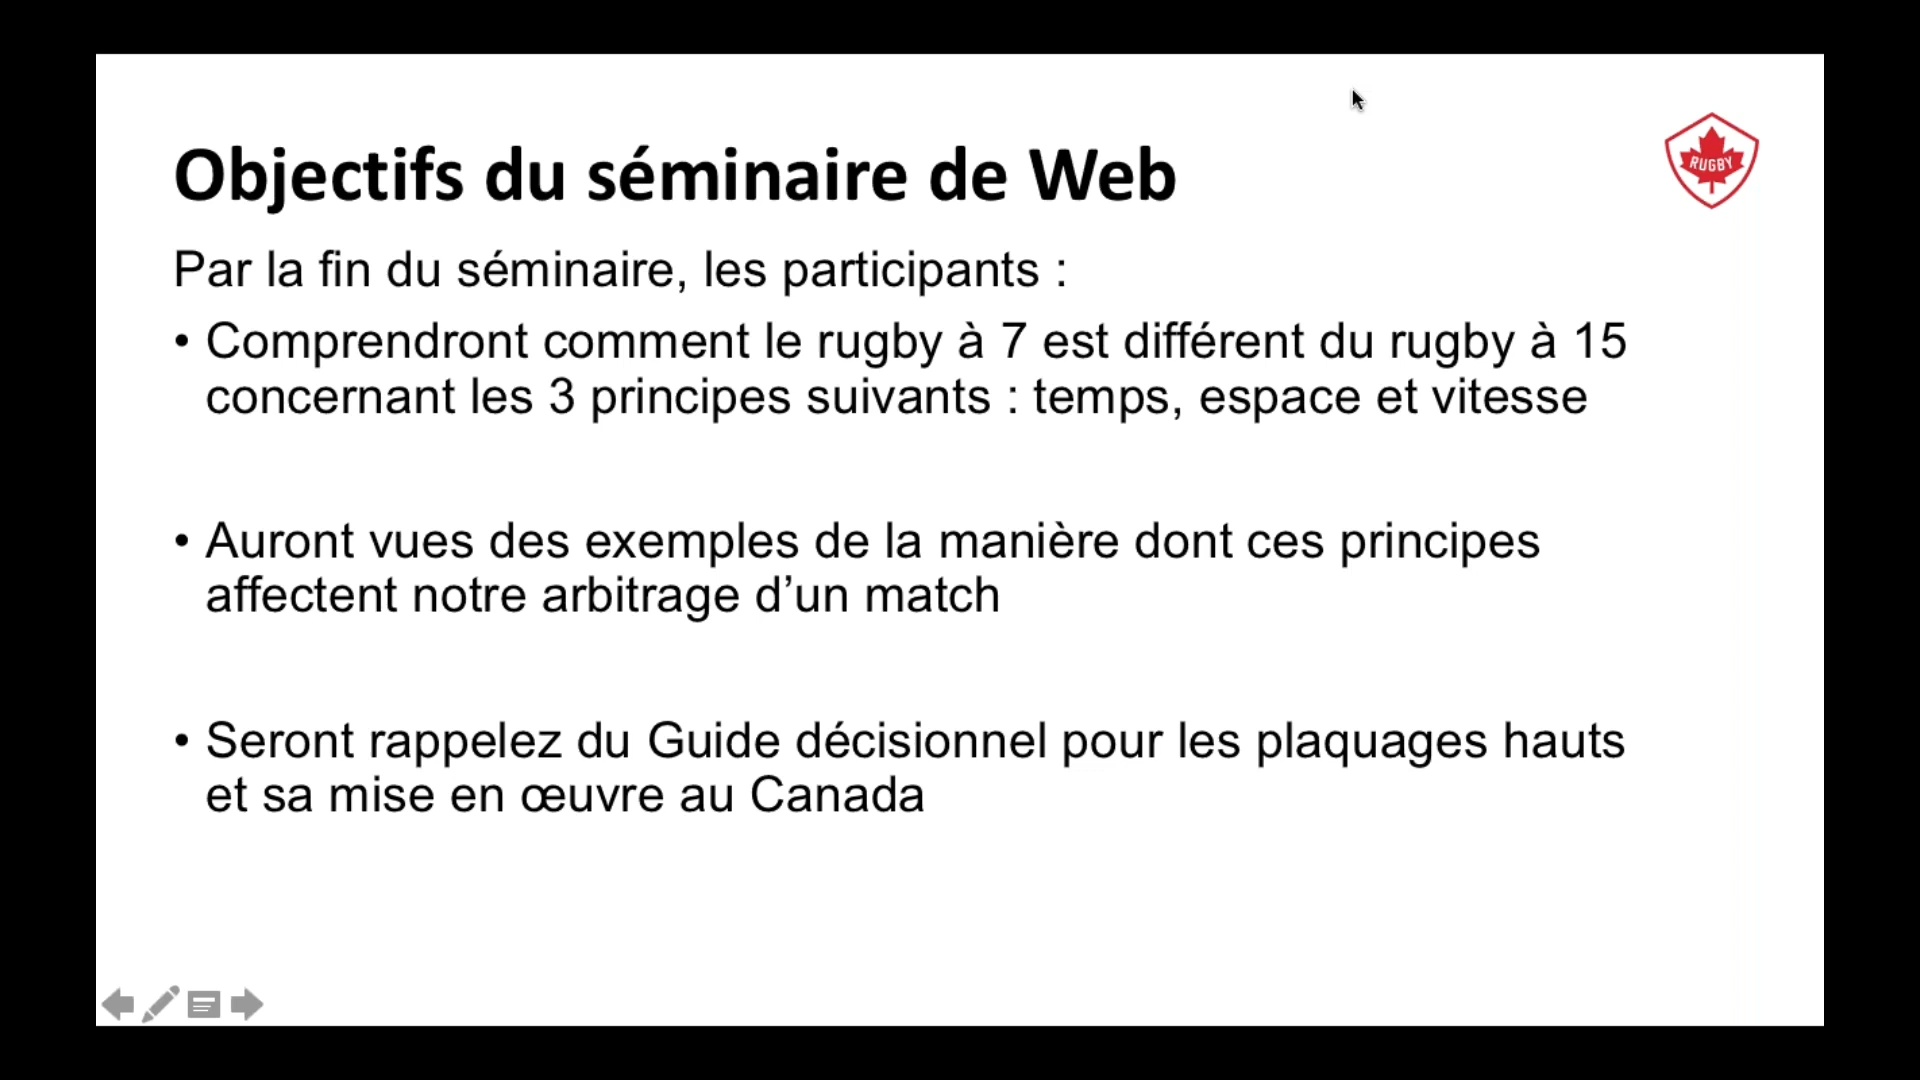 Objectifs du séminaire de Web
RUGBY
Par la fin du séminaire, les participants :
• Comprendront comment le rugby à 7 est différent du rugby à 15
concernant les 3 principes suivants : temps, espace et vitesse
• Auront vues des exemples de la manière dont ces principes
affectent notre arbitrage d’un match
• Seront rappelez du Guide décisionnel pour les plaquages hauts
et sa mise en œuvre au Canada